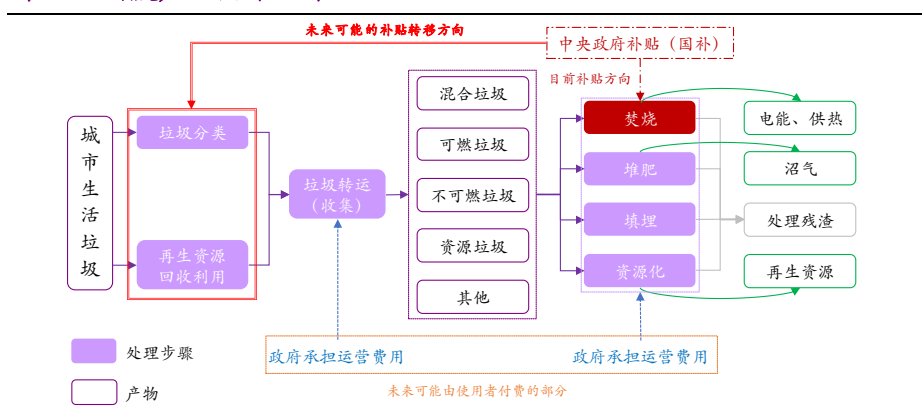 未来可能的补贴转移方向
中央政府补贴（国补）
目前补贴方向
城
市
生
活
垃
圾
垃圾分类
再生资源
回收利用
垃圾转运
（收集）
混合垃圾
可燃垃圾
不可燃垃圾
资源垃圾
其他
焚烧
堆肥
填埋
资源化
电能、供热
沼气
处理残渣
再生资源
政府承担运营费用
政府承担运营费用
未来可能由使用者付费的部分
处理步骤
产物